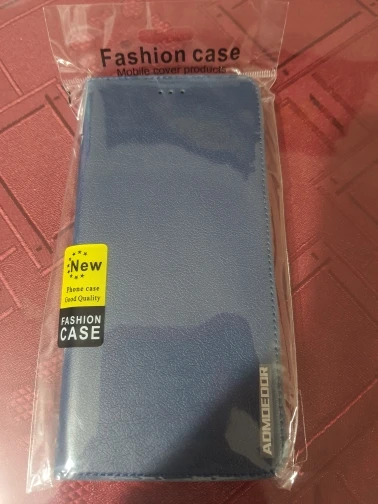 Fashion case
Mobile cover products
New
Phone case
Good Quality
FASHION
CASE
AOMOEDOR